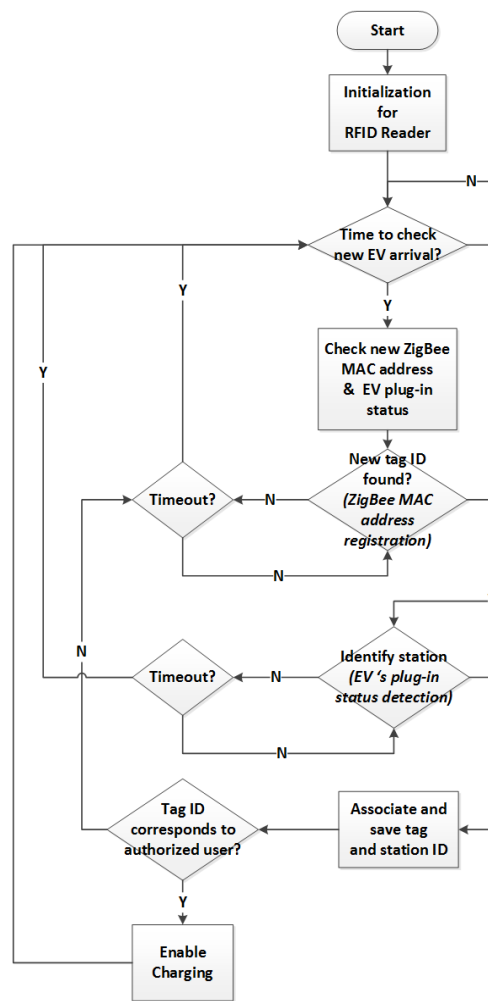 Start
Initialization
for
RFID Reader
N
Time to check
new EV arrival?
Y
Y
Y
Check new ZigBee
MAC address
& EV plug-in
status
New tag ID
found?
(ZigBee MAC
address
registration)
N
Timeout?
N
N
Identify station
(EV ‘s plug-in
status detection)
N
Timeout?
N
Tag ID
corresponds to
authorized user?
Associate and
save tag
and station ID
Y
Enable
Charging